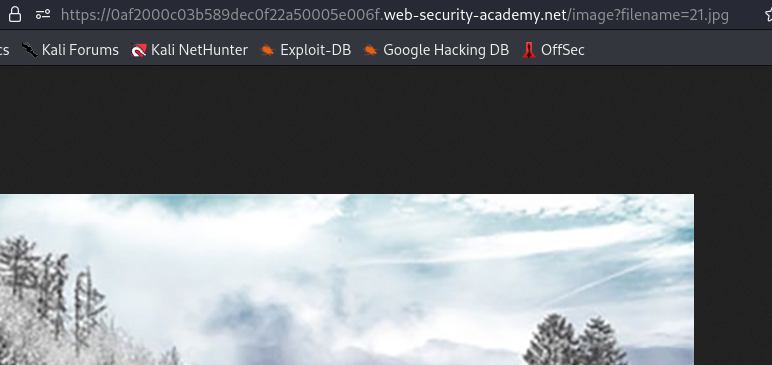 https://0af2000c03b589dec0f22a50005e006f.web-security-academy.net/image?filename=21.jpg
cs Kali Forums Kali NetHunter Exploit-DB Google Hacking DB OffSec